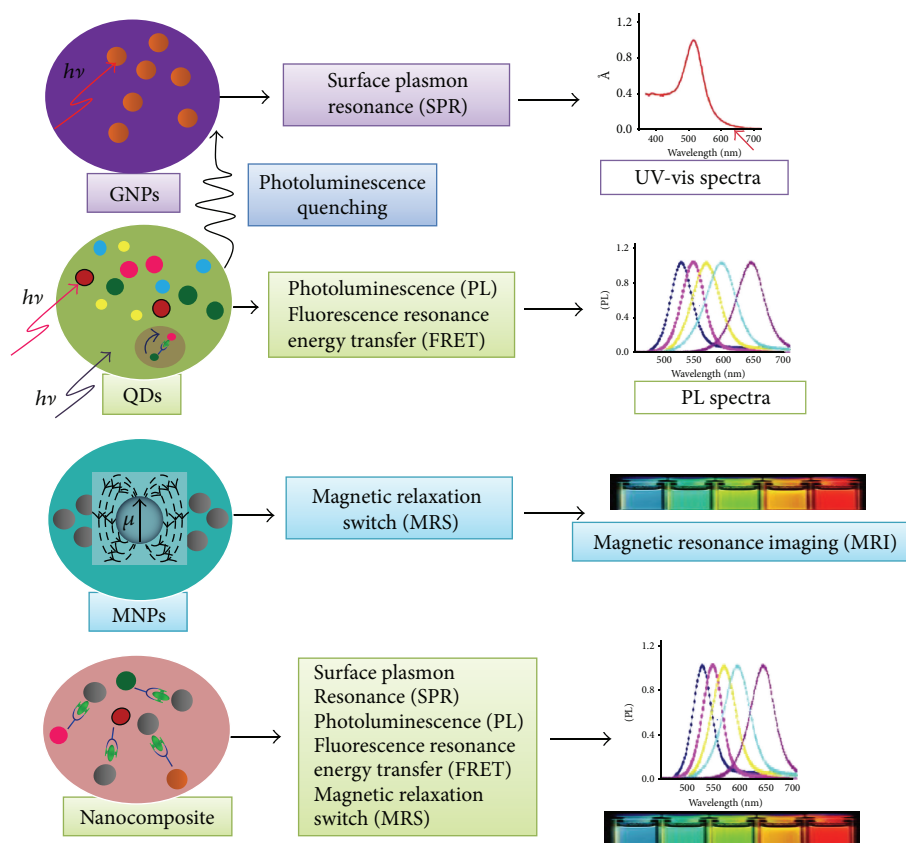 hν
GNPs
Surface plasmon
resonance (SPR)
Å
1.2
0.8
0.4
0.0
400 500 600 700
Wavelength (nm)
UV-vis spectra
Photoluminescence
quenching
hν
hν
QDs
Photoluminescence (PL)
Fluorescence resonance
energy transfer (FRET)
(PL)
1.2
0.8
0.4
0.0
500 550 600 650 700
Wavelength (nm)
PL spectra
μ
MNPs
Magnetic relaxation
switch (MRS)
Magnetic resonance imaging (MRI)
Nanocomposite
Surface plasmon
Resonance (SPR)
Photoluminescence (PL)
Fluorescence resonance
energy transfer (FRET)
Magnetic relaxation
switch (MRS)
(PL)
1.2
0.8
0.4
0.0
500 550 600 650 700
Wavelength (nm)